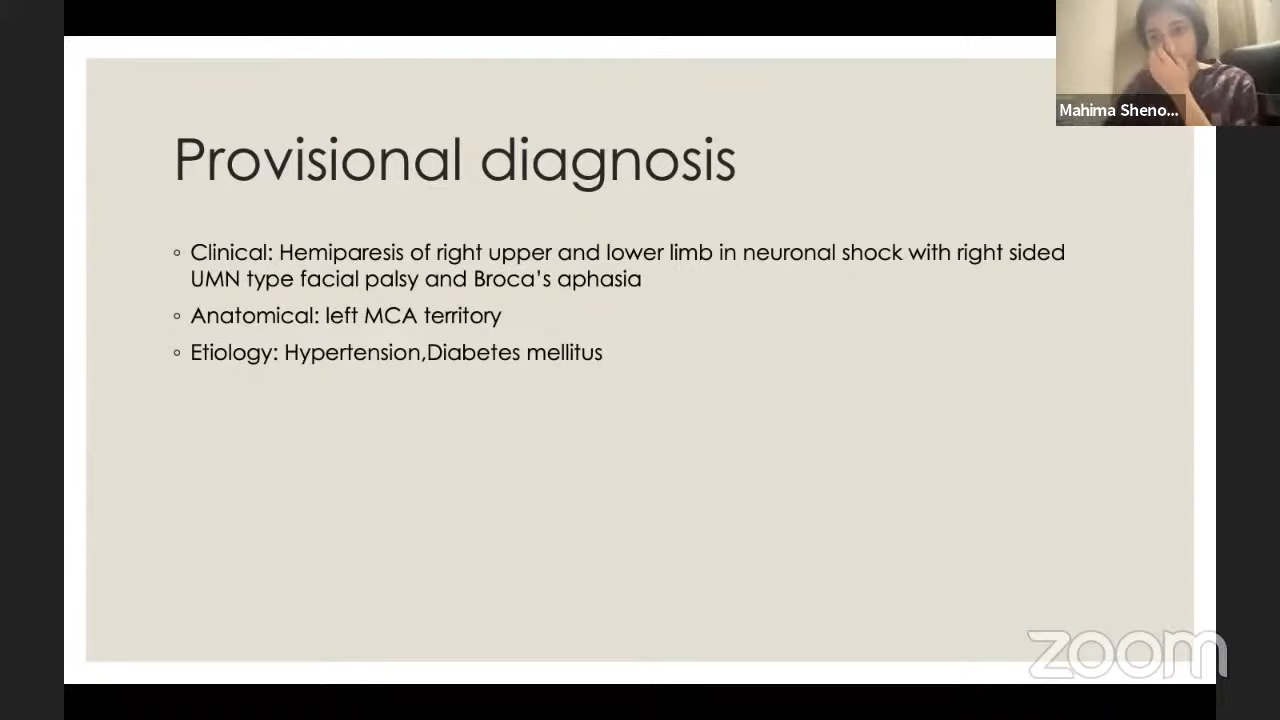 Mahima Sheno...
Provisional diagnosis
◦ Clinical: Hemiparesis of right upper and lower limb in neuronal shock with right sided
UMN type facial palsy and Broca’s aphasia
◦ Anatomical: left MCA territory
◦ Etiology: Hypertension,Diabetes mellitus
zoom